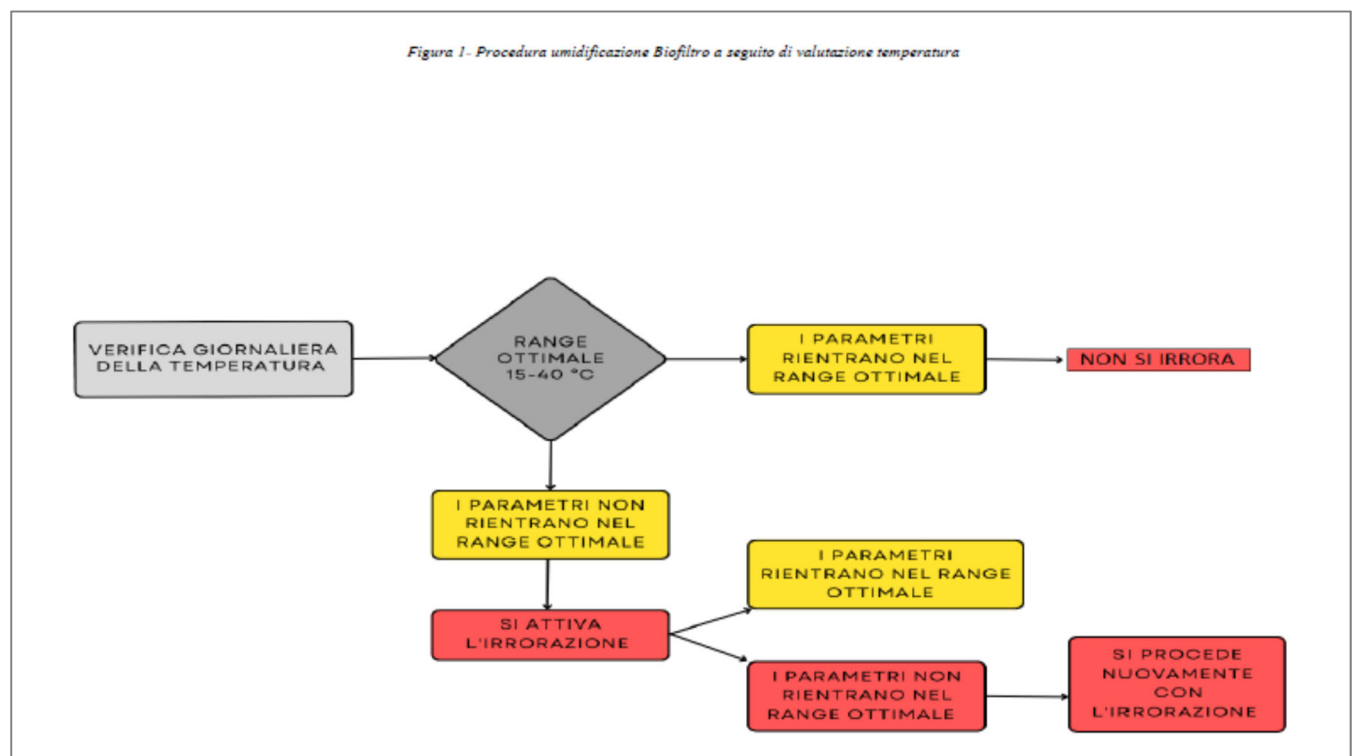 Figura 1- Procedura umidificazione Biofiltro a seguito di valutazione temperatura
VERIFICA GIORNALIERA
DELLA TEMPERATURA
RANGE
OTTIMALE
15-40 °C
I PARAMETRI
RIENTRANO NEL
RANGE OTTIMALE
NON SI IRRORA
I PARAMETRI NON
RIENTRANO NEL
RANGE OTTIMALE
SI ATTIVA
L'IRRORAZIONE
I PARAMETRI
RIENTRANO NEL RANGE
OTTIMALE
I PARAMETRI NON
RIENTRANO NEL
RANGE OTTIMALE
SI PROCEDE
NUOVAMENTE
CON
L'IRRORAZIONE